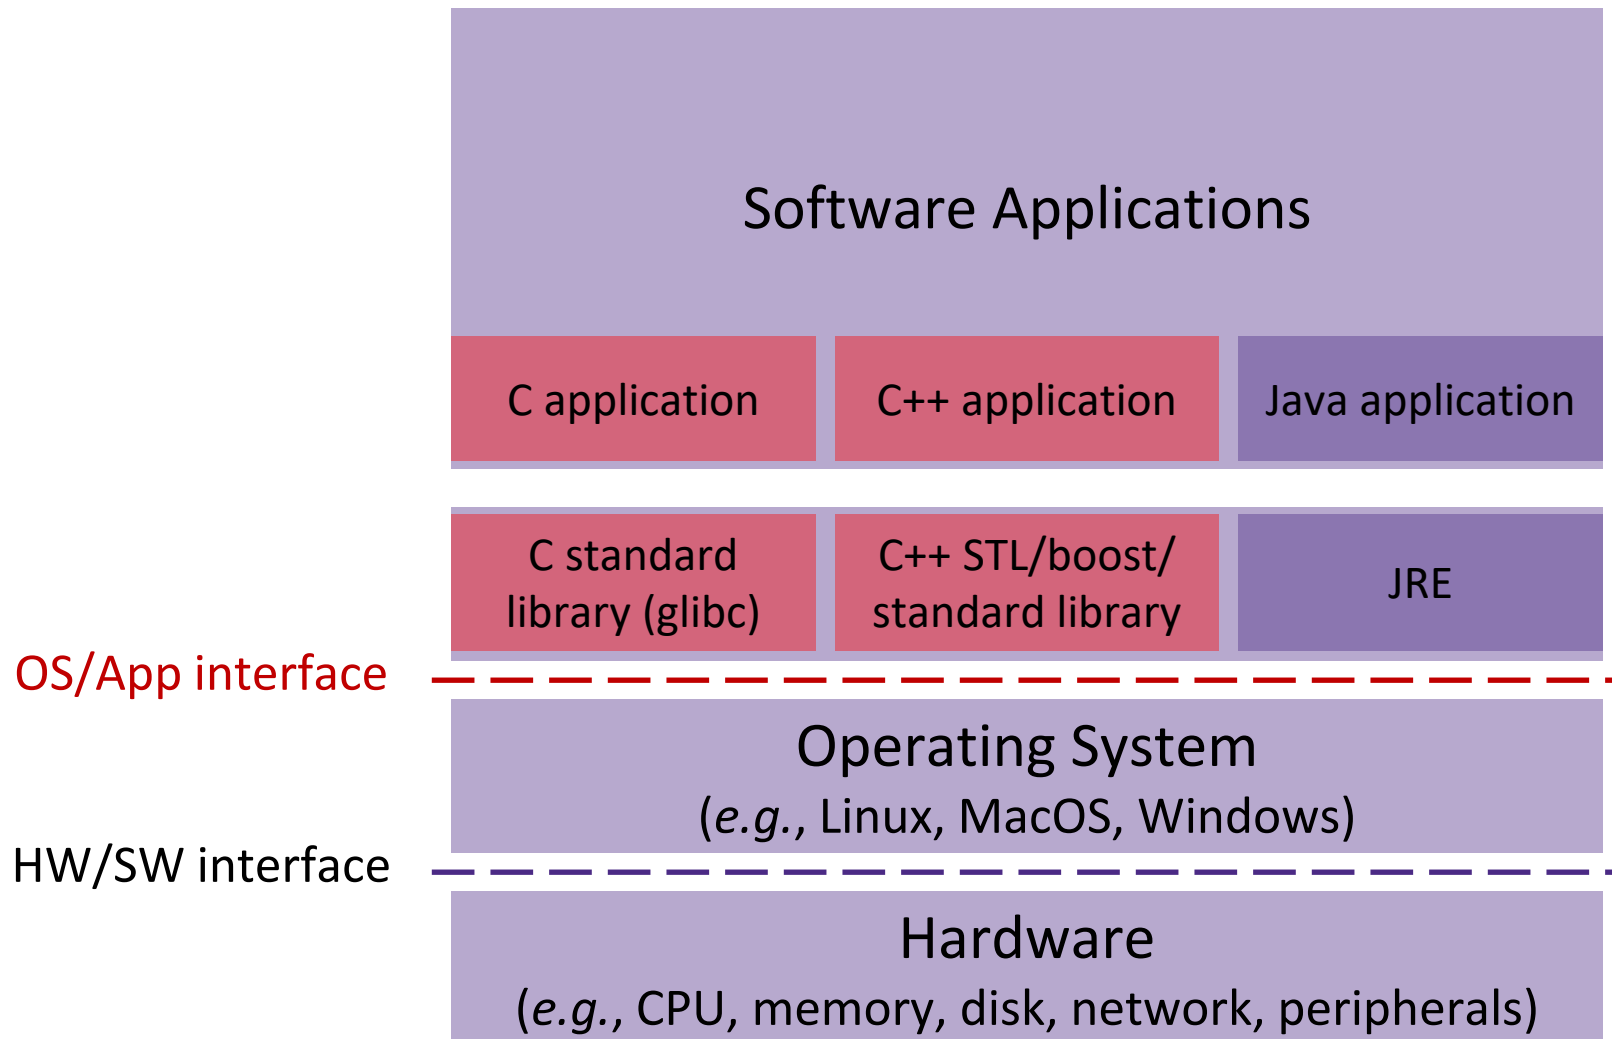 Software Applications
C application
C++ application
Java application
C standard
library (glibc)
C++ STL/boost/
standard library
JRE
OS/App interface
Operating System
(e.g., Linux, MacOS, Windows)
HW/SW interface
Hardware
(e.g., CPU, memory, disk, network, peripherals)